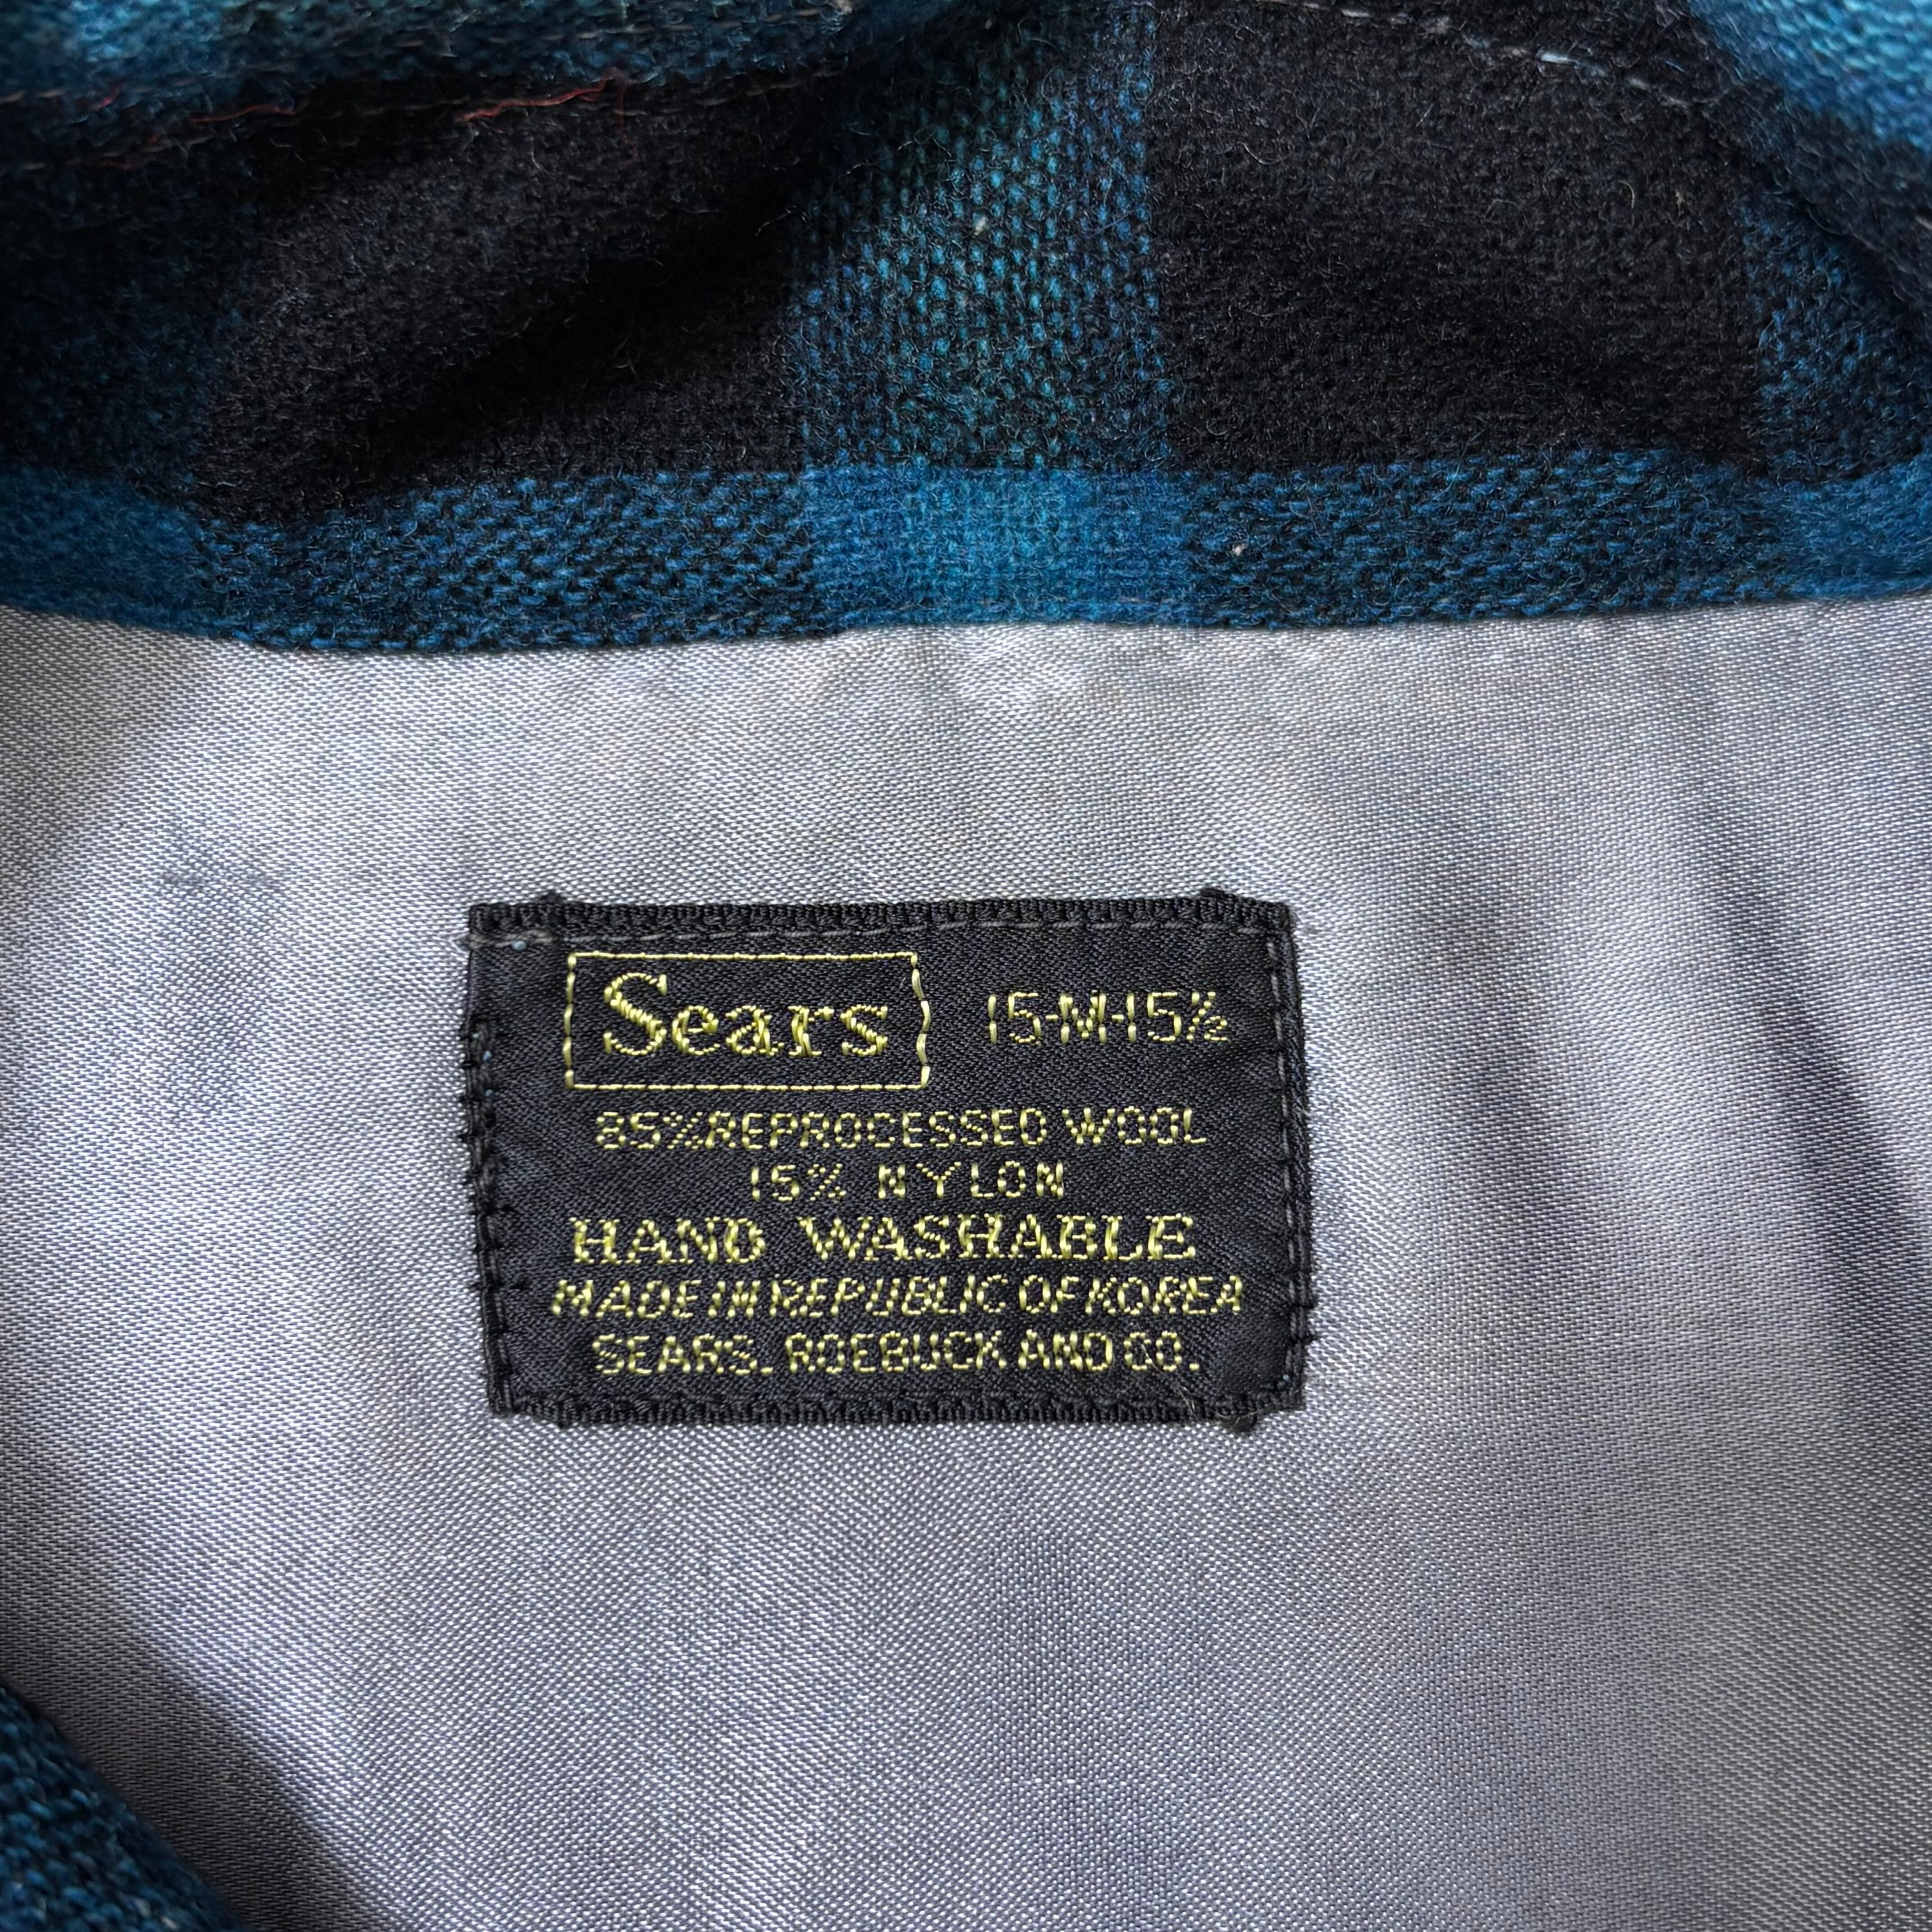 Sears 15-M-15½
85% REPROCESSED WOOL
15% NYLON
HAND WASHABLE
MADE IN REPUBLIC OF KOREA
SEARS, ROEBUCK AND CO.